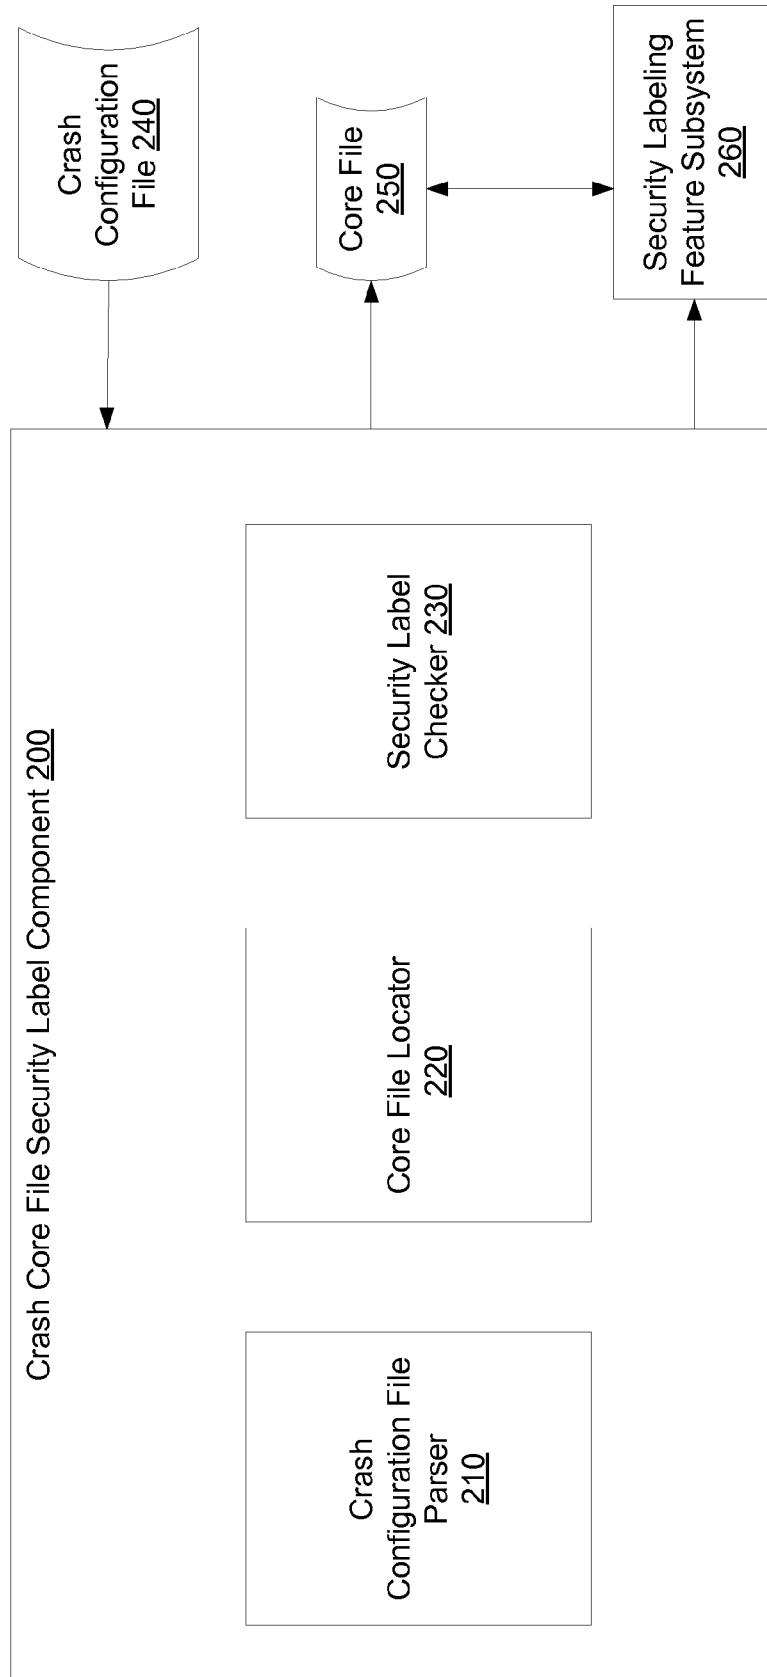 Crash Core File Security Label Component 200
Crash
Configuration File
Parser
210
Core File Locator
220
Security Label
Checker 230
Crash
Configuration
File 240
Core File
250
Security Labeling
Feature Subsystem
260